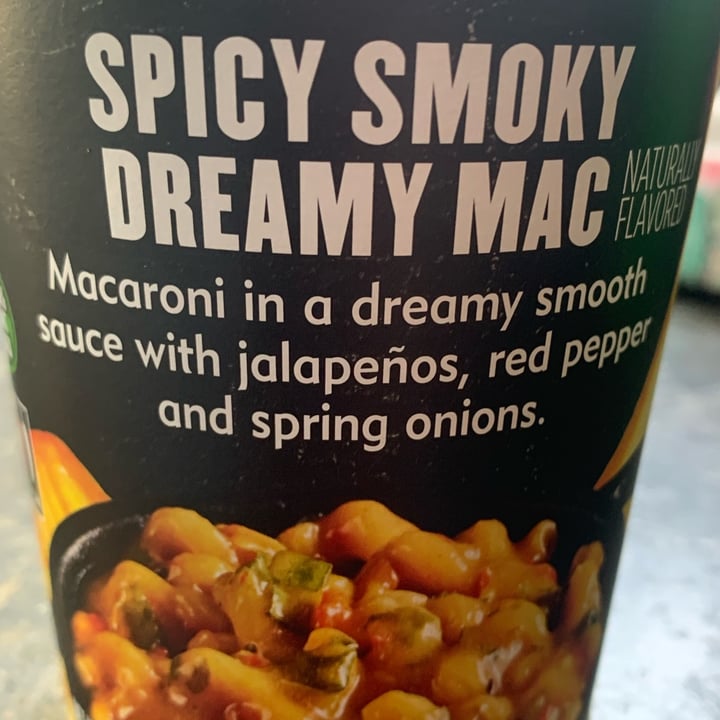 SPICY SMOKY
DREAMY MAC
NATURALLY
FLAVORED
Macaroni in a dreamy smooth
sauce with jalapeños, red pepper
and spring onions.